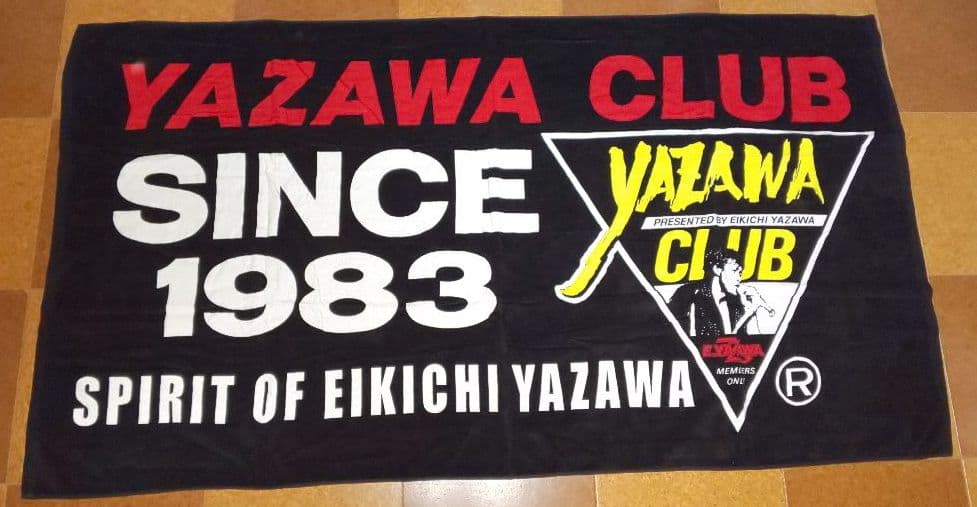 YAZAWA CLUB
SINCE
1983
SPIRIT OF EIKICHI YAZAWA
YAZAWA
PRESENTED BY EIKICHI YAZAWA
CLUB
E.YAZAWA
MEMBERS
ONLY
®